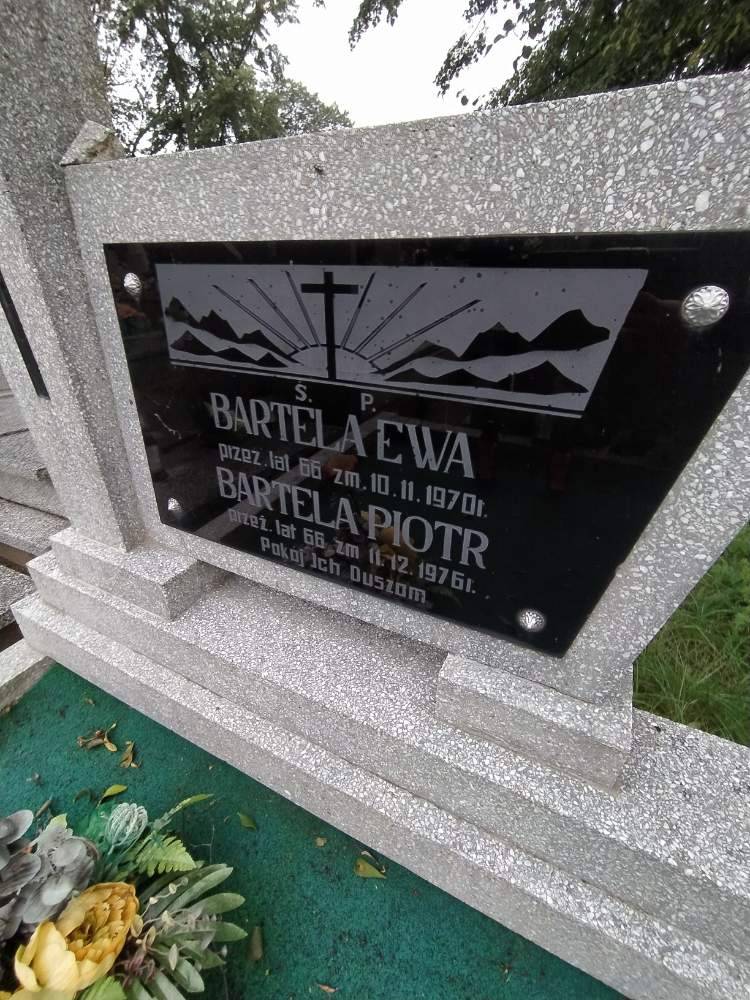 Ś. P.
BARTELA EWA
przeż. lat 66 zm. 10.11.1970r.
BARTELA PIOTR
przeż. lat 66 zm 11.12.1976r.
Pokój Ich Duszom